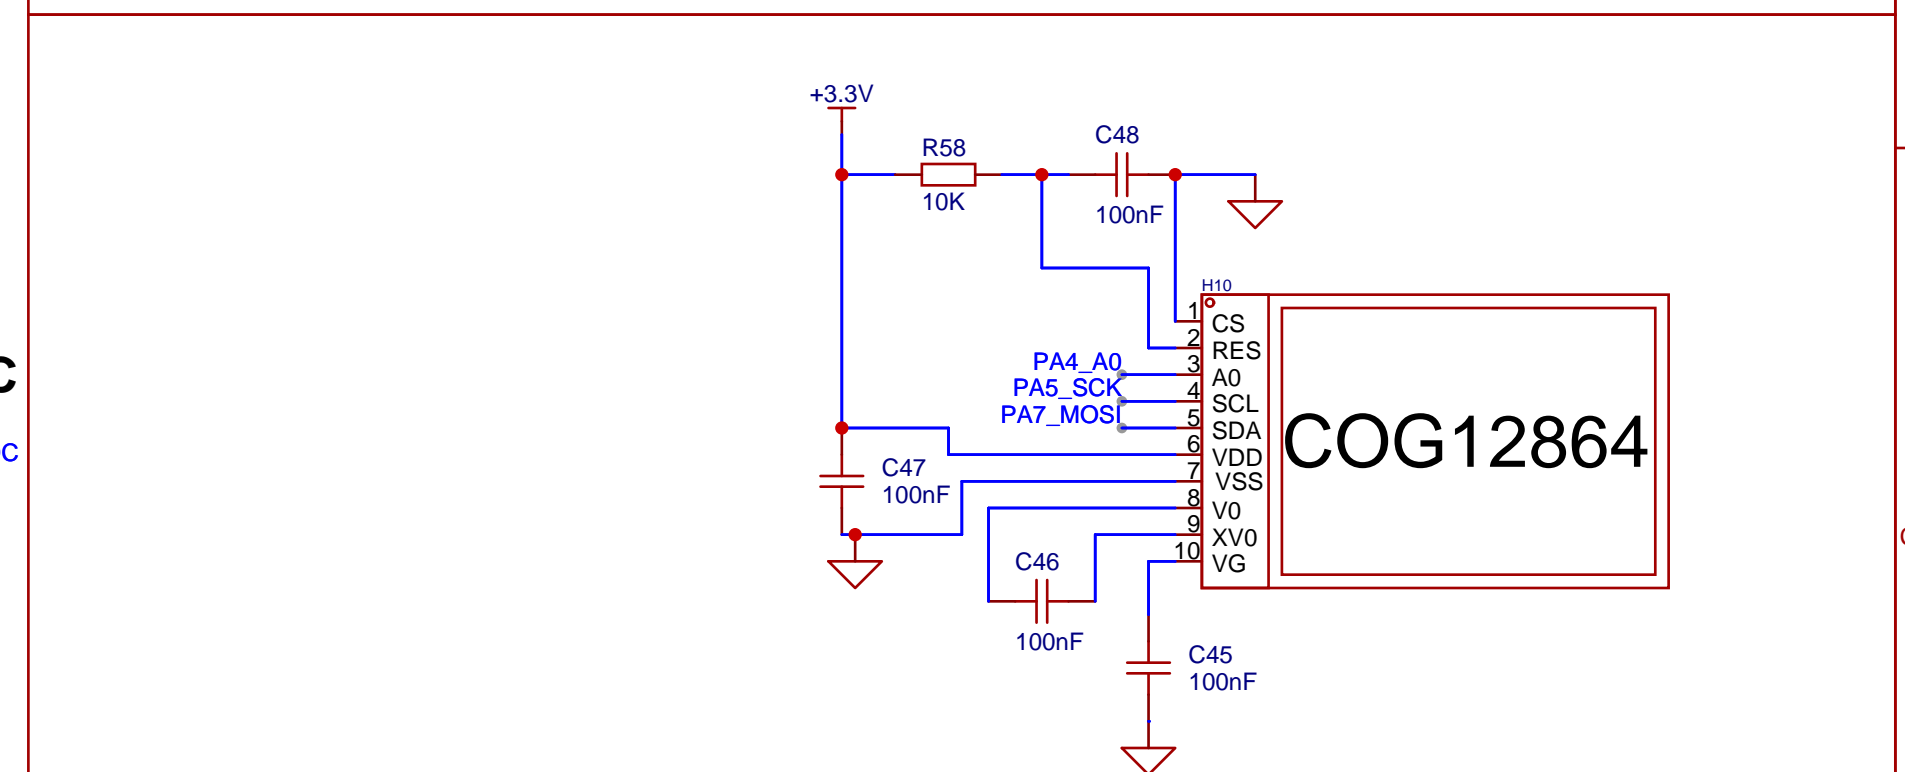 +3.3V
R58
10K
C48
100nF
H10
1
CS
2
RES
PA4_A0
3
A0
PA5_SCK
4
SCL
PA7_MOSI
5
SDA
6
VDD
7
VSS
8
V0
9
XV0
10
VG
COG12864
C47
100nF
C46
100nF
C45
100nF
C
C